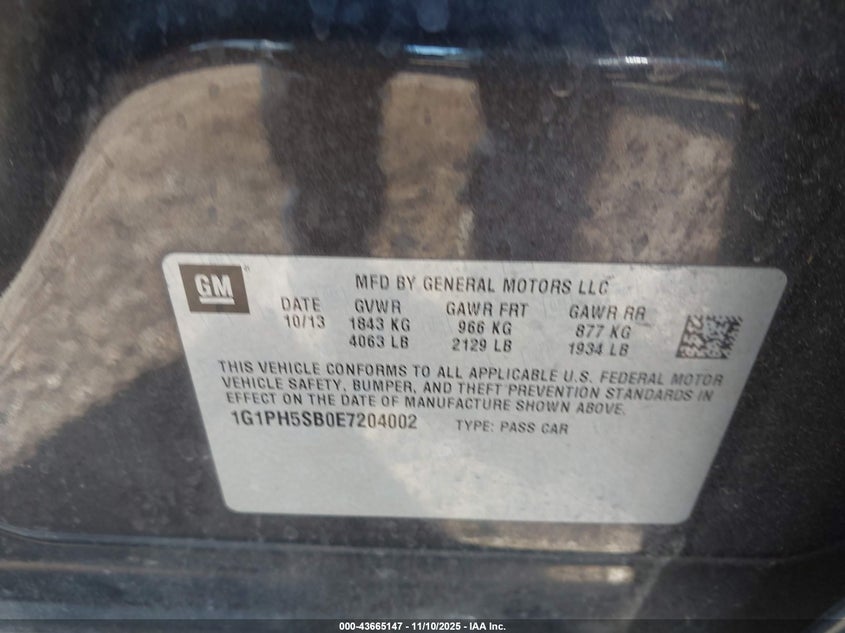 GM
MFD BY GENERAL MOTORS LLC
DATE GVWR GAWR FRT GAWR RR
10/13 1843 KG 966 KG 877 KG
4063 LB 2129 LB 1934 LB
THIS VEHICLE CONFORMS TO ALL APPLICABLE U.S. FEDERAL MOTOR
VEHICLE SAFETY, BUMPER, AND THEFT PREVENTION STANDARDS IN
EFFECT ON THE DATE OF MANUFACTURE SHOWN ABOVE.
1G1PH5SB0E7204002 TYPE: PASS CAR
000-43665147 - 11/10/2025 - IAA Inc.